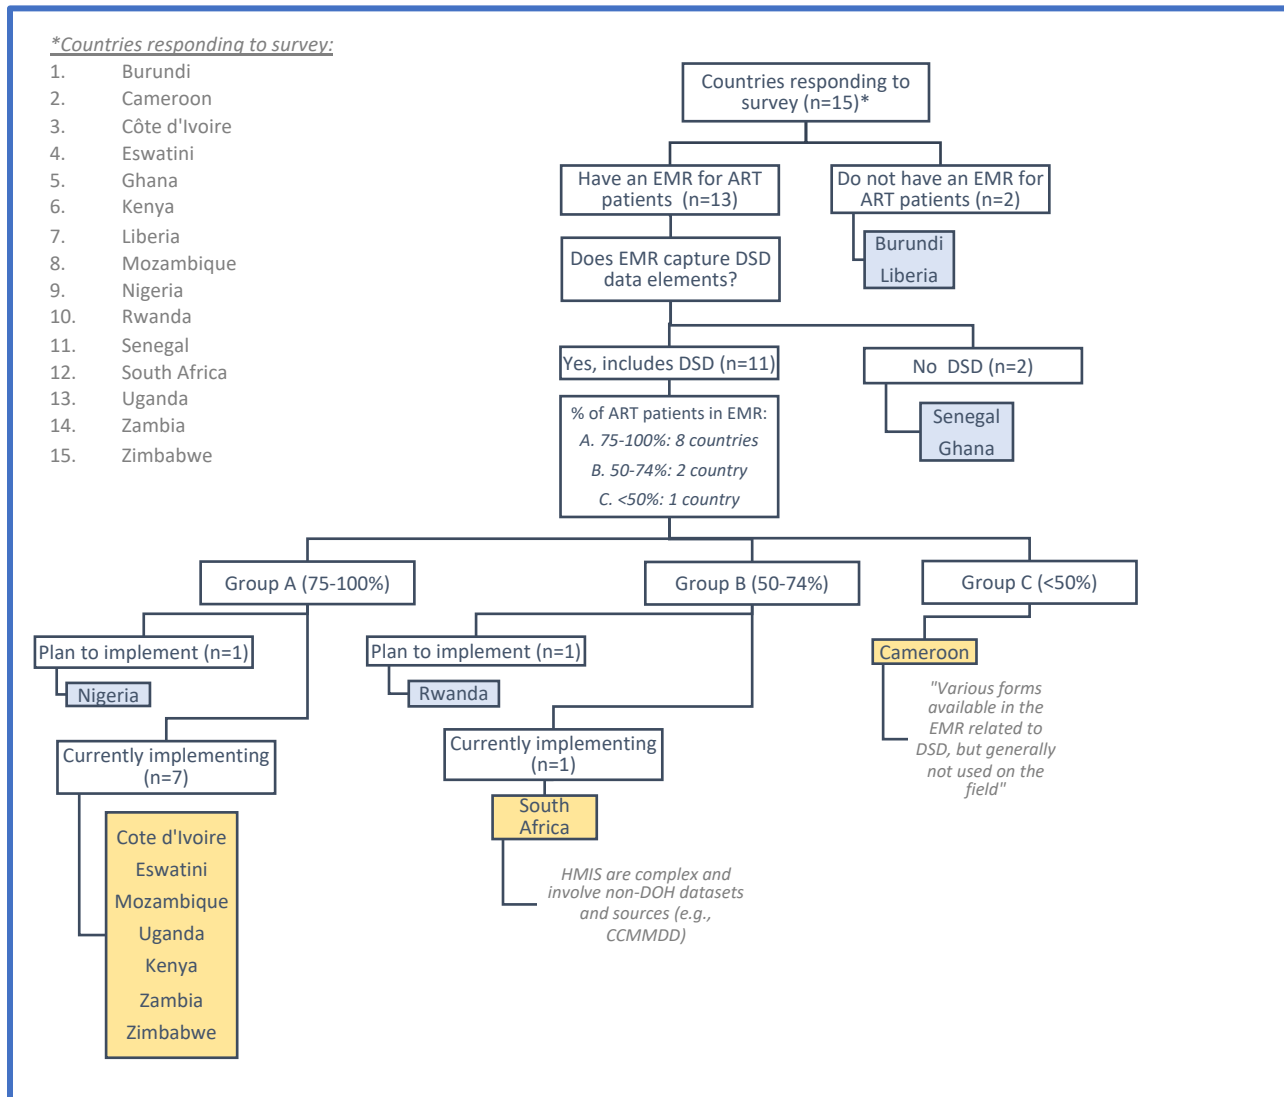 *Countries responding to survey:
1. Burundi
2. Cameroon
3. Côte d'Ivoire
4. Eswatini
5. Ghana
6. Kenya
7. Liberia
8. Mozambique
9. Nigeria
10. Rwanda
11. Senegal
12. South Africa
13. Uganda
14. Zambia
15. Zimbabwe
Countries responding to
survey (n=15)*
Have an EMR for ART
patients (n=13)
Do not have an EMR for
ART patients (n=2)
Burundi
Liberia
Does EMR capture DSD
data elements?
Yes, includes DSD (n=11)
No DSD (n=2)
Senegal
Ghana
% of ART patients in EMR:
A. 75-100%: 8 countries
B. 50-74%: 2 country
C. <50%: 1 country
Group A (75-100%)
Group B (50-74%)
Group C (<50%)
Plan to implement (n=1)
Nigeria
Currently implementing
(n=7)
Cote d'Ivoire
Eswatini
Mozambique
Uganda
Kenya
Zambia
Zimbabwe
Plan to implement (n=1)
Rwanda
Currently implementing
(n=1)
South
Africa
HMIS are complex and
involve non-DOH datasets
and sources (e.g.,
CCMMDD)
Cameroon
"Various forms
available in the
EMR related to
DSD, but generally
not used on the
field"